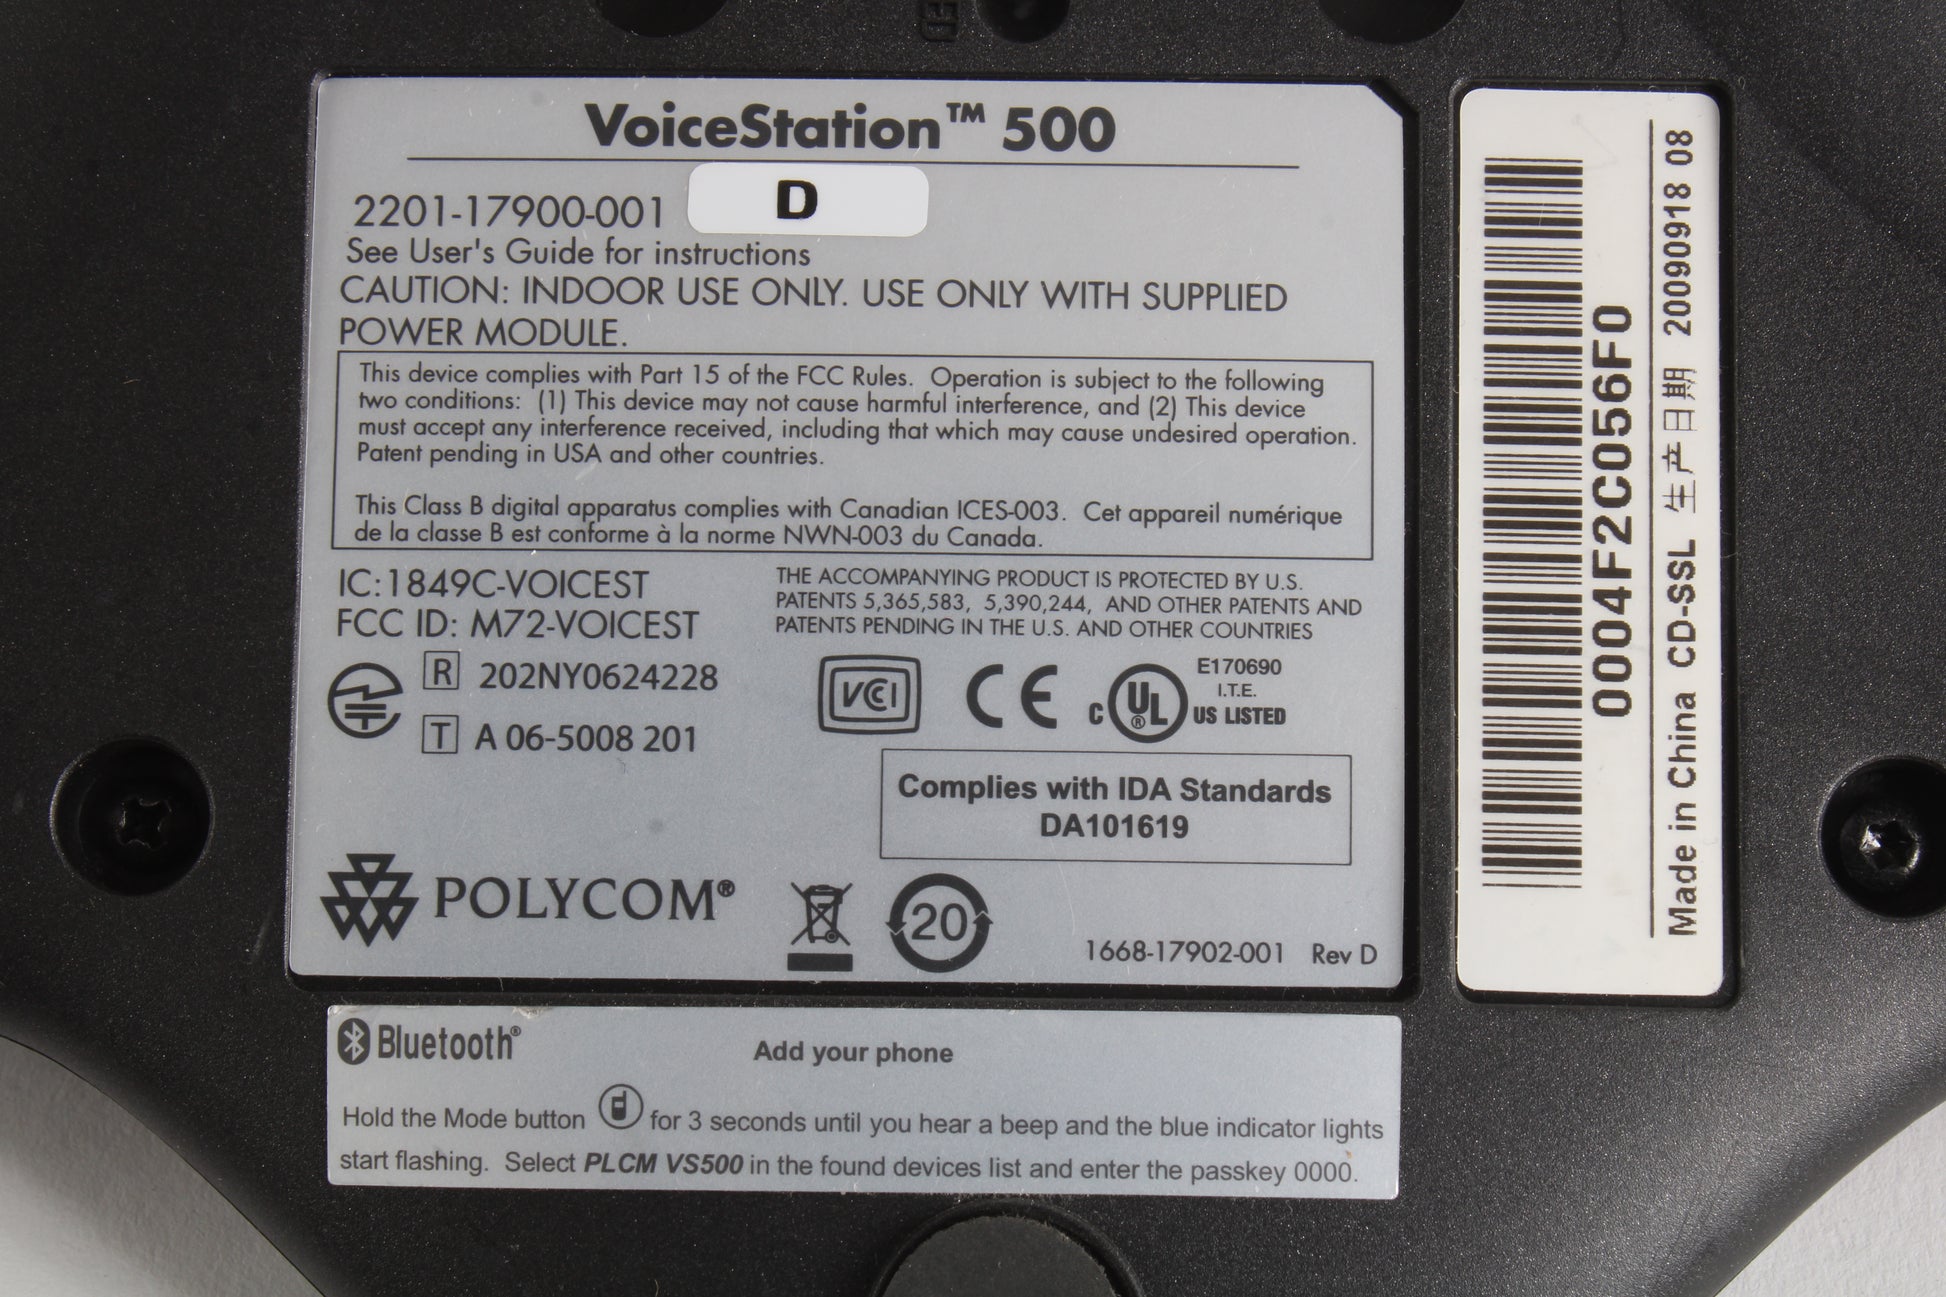 VoiceStation™ 500
2201-17900-001 D
See User's Guide for instructions
CAUTION: INDOOR USE ONLY. USE ONLY WITH SUPPLIED
POWER MODULE.
This device complies with Part 15 of the FCC Rules. Operation is subject to the following
two conditions: (1) This device may not cause harmful interference, and (2) This device
must accept any interference received, including that which may cause undesired operation.
Patent pending in USA and other countries.
This Class B digital apparatus complies with Canadian ICES-003. Cet appareil numérique
de la classe B est conforme à la norme NWN-003 du Canada.
IC:1849C-VOICEST
FCC ID: M72-VOICEST
R 202NY0624228
T A 06-5008 201
THE ACCOMPANYING PRODUCT IS PROTECTED BY U.S.
PATENTS 5,365,583, 5,390,244, AND OTHER PATENTS AND
PATENTS PENDING IN THE U.S. AND OTHER COUNTRIES
VCI CE c UL® US LISTED
E170690
I.T.E.
Complies with IDA Standards
DA101619
POLYCOM®
20
1668-17902-001 Rev D
Bluetooth®
Add your phone
Hold the Mode button for 3 seconds until you hear a beep and the blue indicator lights
start flashing. Select PLCM VS500 in the found devices list and enter the passkey 0000.
0004F2C056F0
Made in China CD-SSL 生产日期 20090918 08